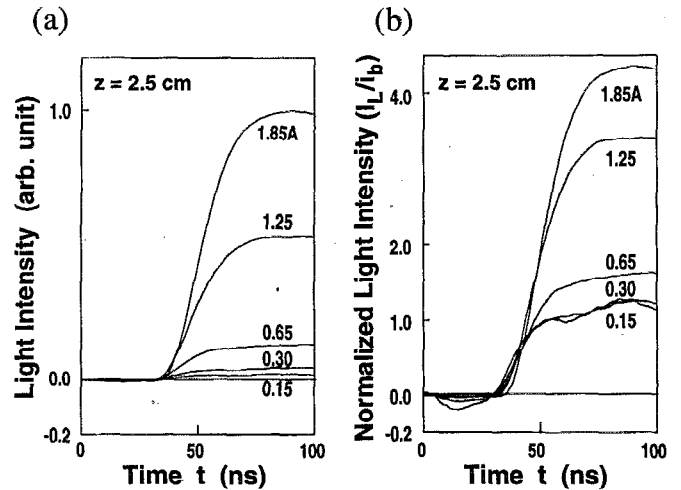 (a)
z = 2.5 cm
Light Intensity (arb. unit)
1.0
0.0
-0.2
1.85A
1.25
0.65
0.30
0.15
0
50
100
Time t (ns)
(b)
z = 2.5 cm
Normalized Light Intensity (I_L/i_b)
4.0
2.0
1.0
0.0
-0.2
1.85A
1.25
0.65
0.30
0.15
0
50
100
Time t (ns)